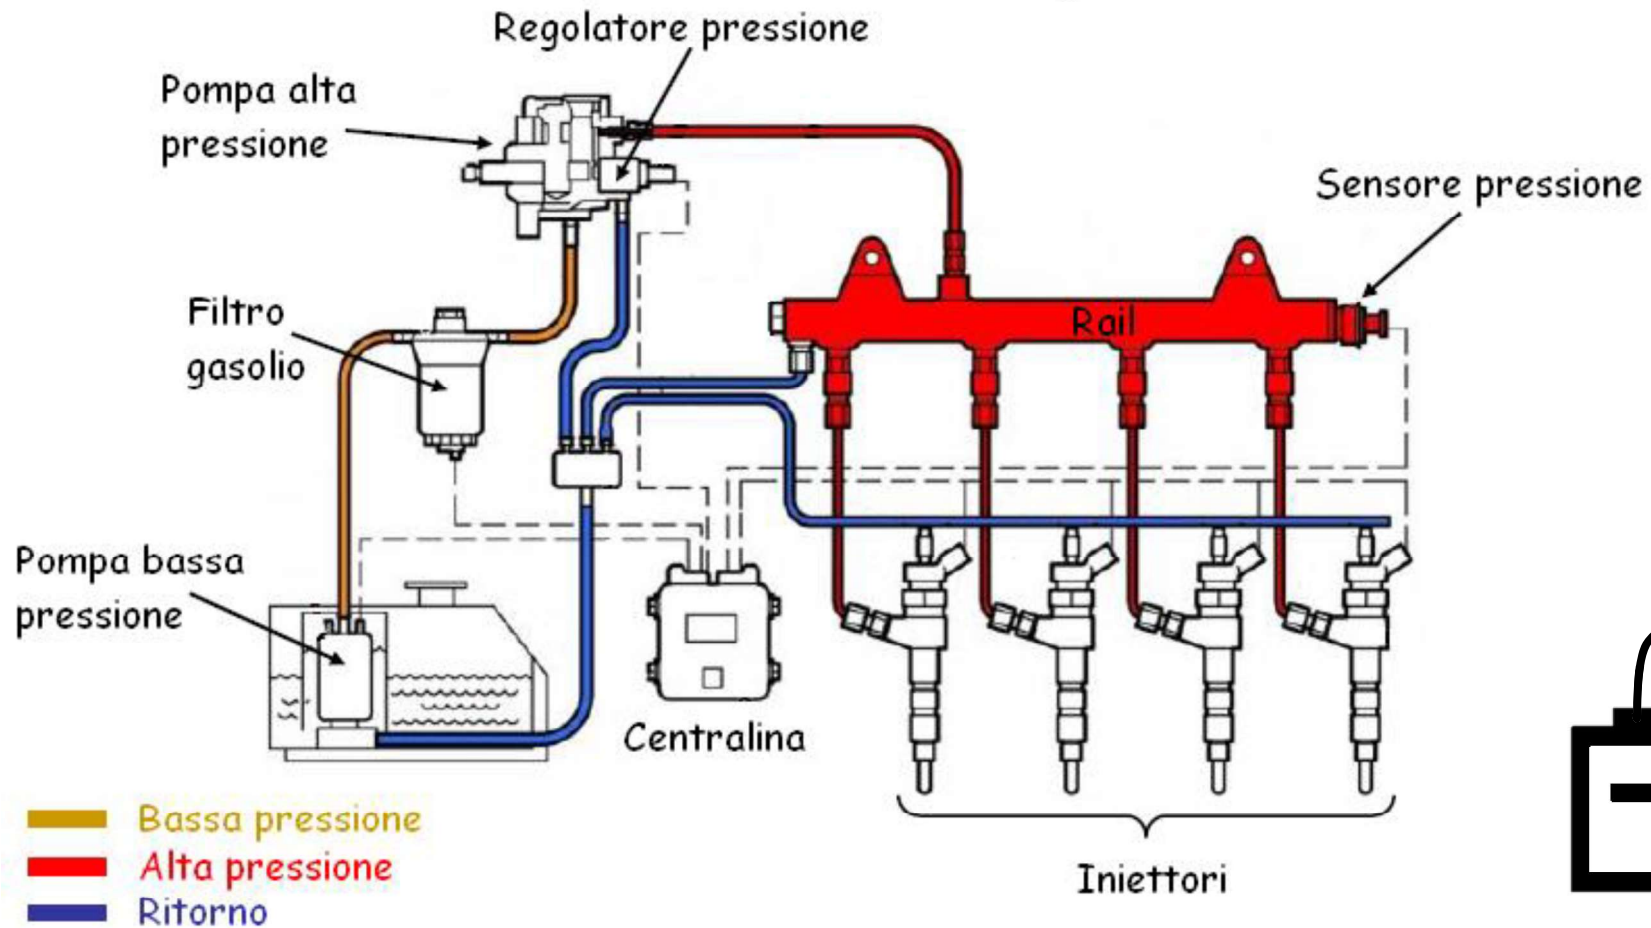 Regolatore pressione
Pompa alta
pressione
Sensore pressione
Filtro
gasolio
Rail
Pompa bassa
pressione
Centralina
Bassa pressione
Alta pressione
Ritorno
Iniettori